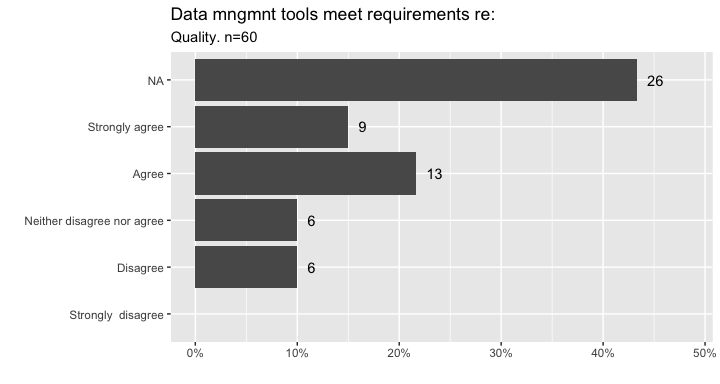 Data mngmnt tools meet requirements re:
Quality. n=60
NA
26
Strongly agree
9
Agree
13
Neither disagree nor agree
6
Disagree
6
Strongly  disagree
0%
10%
20%
30%
40%
50%